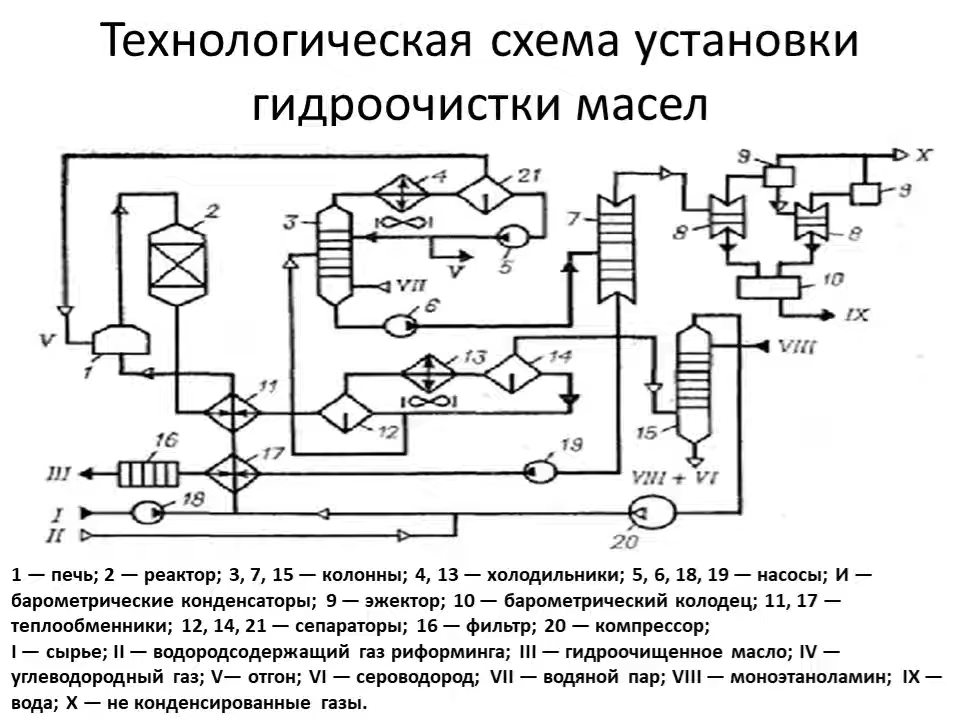 Технологическая схема установки
гидроочистки масел
4
21
9
X
2
3
7
9
8
8
5
V
VII
6
10
IX
V
1
13
14
VIII
11
12
15
16
17
19
III
VIII + VI
18
I
II
20
1 — печь; 2 — реактор; 3, 7, 15 — колонны; 4, 13 — холодильники; 5, 6, 18, 19 — насосы; И —
барометрические конденсаторы; 9 — эжектор; 10 — барометрический колодец; 11, 17 —
теплообменники; 12, 14, 21 — сепараторы; 16 — фильтр; 20 — компрессор;
I — сырье; II — водородсодержащий газ риформинга; III — гидроочищенное масло; IV —
углеводородный газ; V— отгон; VI — сероводород; VII — водяной пар; VIII — моноэтаноламин; IX —
вода; X — не конденсированные газы.